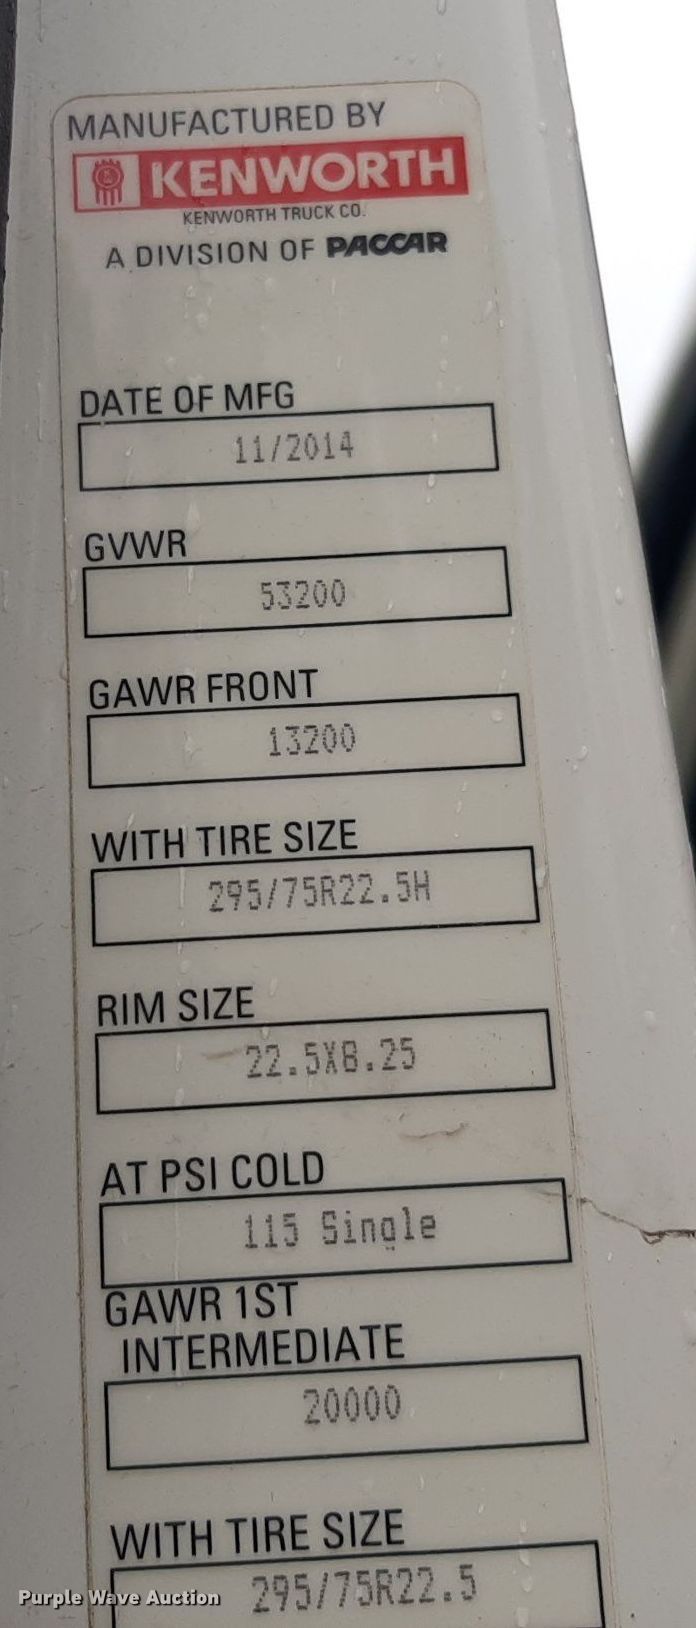 MANUFACTURED BY
KENWORTH
KENWORTH TRUCK CO.
A DIVISION OF PACCAR
DATE OF MFG
11/2014
GVWR
53200
GAWR FRONT
13200
WITH TIRE SIZE
295/75R22.5H
RIM SIZE
22.5X8.25
AT PSI COLD
115 Single
GAWR 1ST
INTERMEDIATE
20000
WITH TIRE SIZE
295/75R22.5
Purple Wave Auction